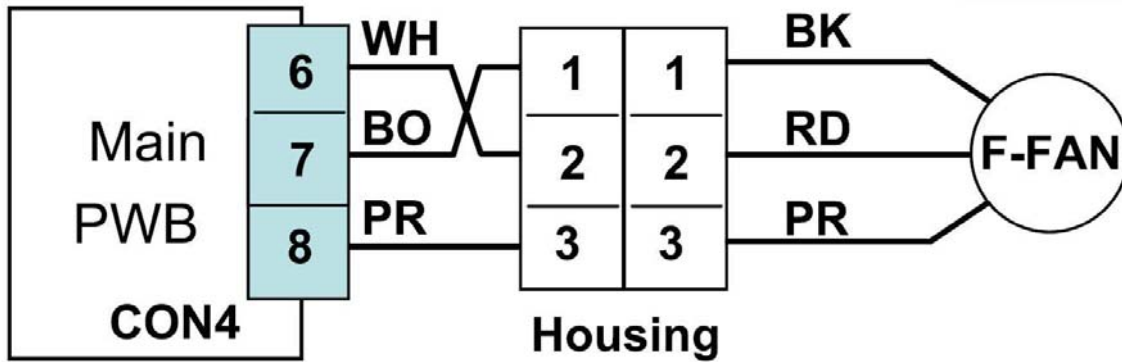 WH
BK
6
1
1
Main
BO
RD
7
2
2
F-FAN
PWB
PR
PR
8
3
3
CON4
Housing